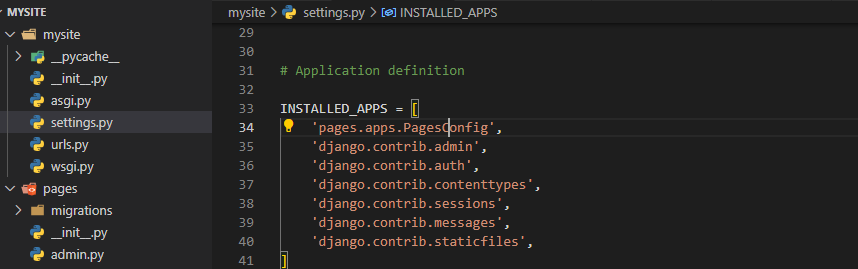 MYSITE
mysite
__pycache__
__init__.py
asgi.py
settings.py
urls.py
wsgi.py
pages
migrations
__init__.py
admin.py
mysite > settings.py > INSTALLED_APPS
29
30
31 # Application definition
32
33 INSTALLED_APPS = [
34 'pages.apps.PagesConfig',
35 'django.contrib.admin',
36 'django.contrib.auth',
37 'django.contrib.contenttypes',
38 'django.contrib.sessions',
39 'django.contrib.messages',
40 'django.contrib.staticfiles',
41 ]